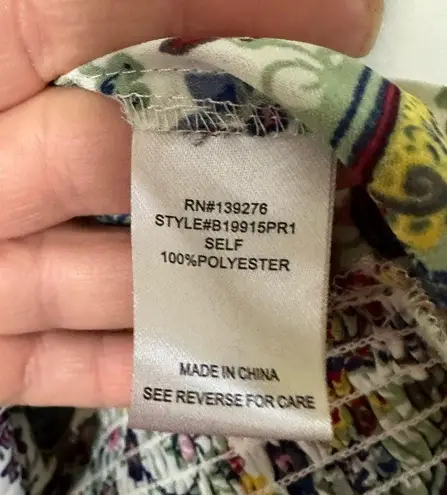 RN#139276
STYLE#B19915PR1
SELF
100%POLYESTER
MADE IN CHINA
SEE REVERSE FOR CARE